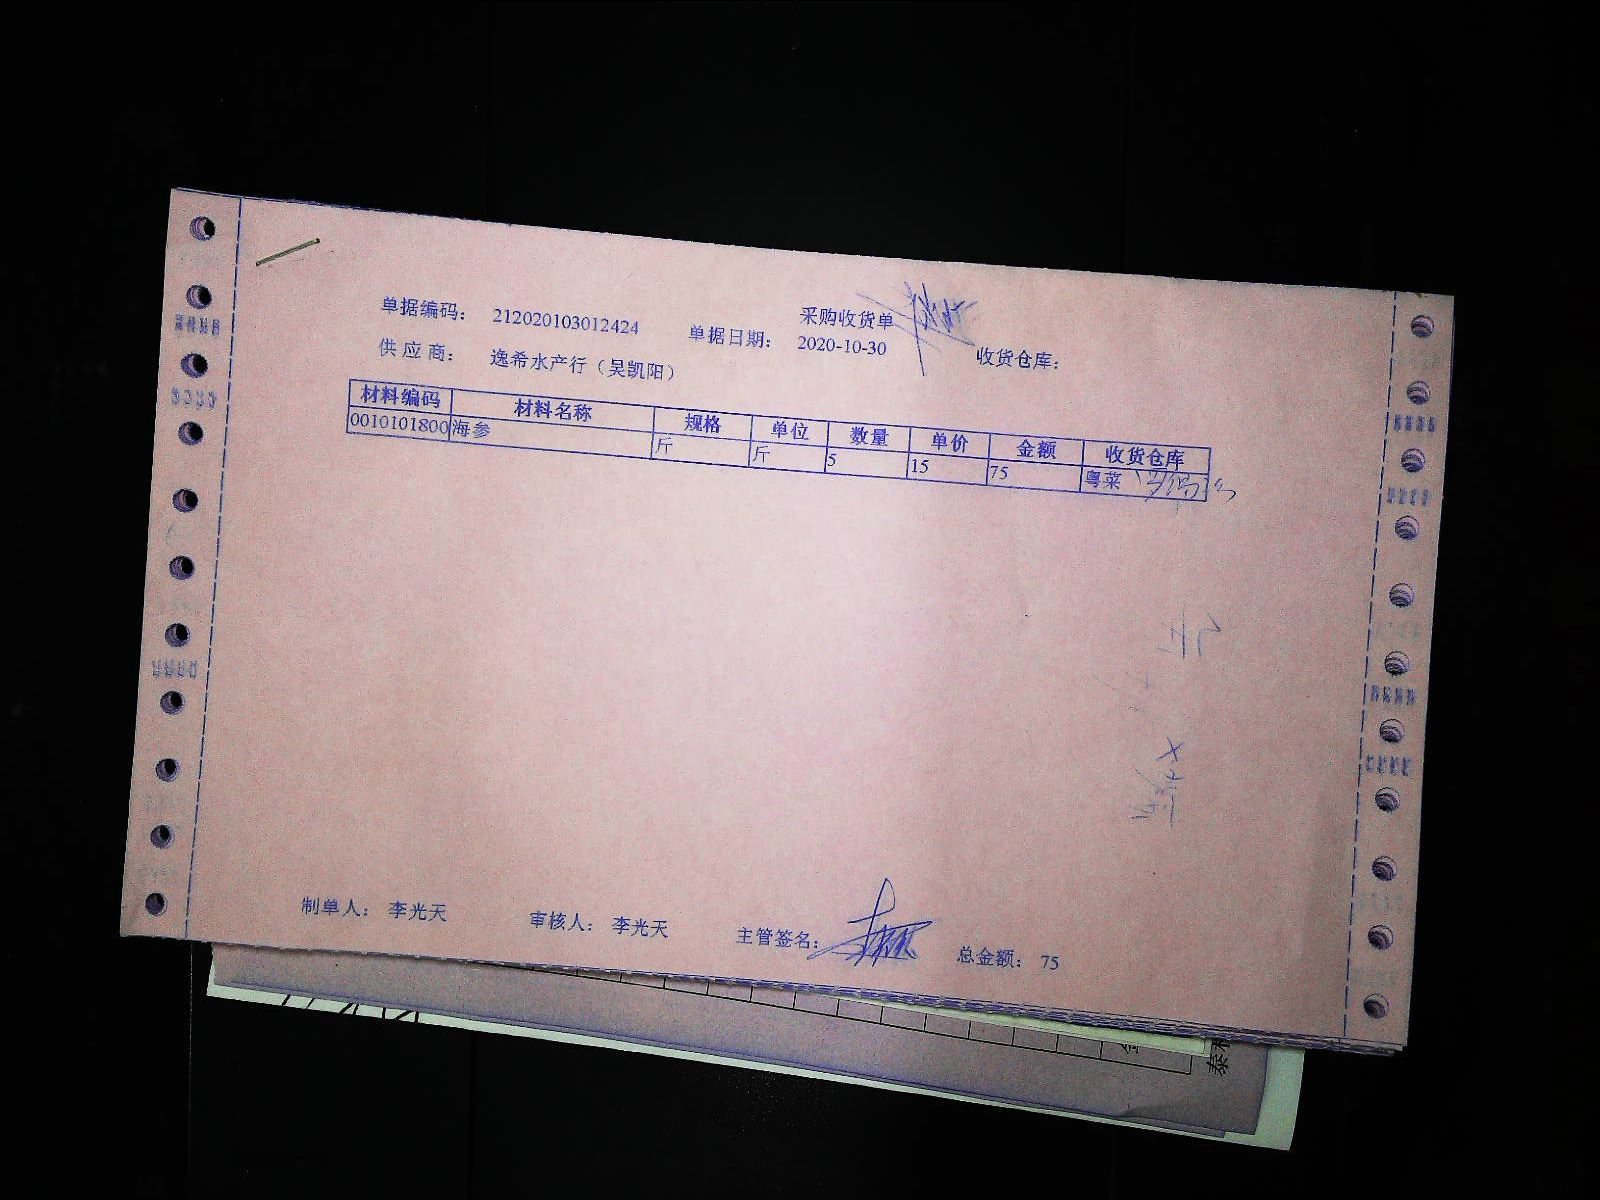 采购收货单
单据编码： 212020103012424 单据日期： 2020-10-30 收货仓库：
供 应 商： 逸希水产行（吴凯阳）
材料编码 材料名称 规格 单位 数量 单价 金额 收货仓库
0010101800 海参 斤 斤 5 15 75 粤菜
制单人： 李光天 审核人： 李光天 主管签名： 总金额： 75